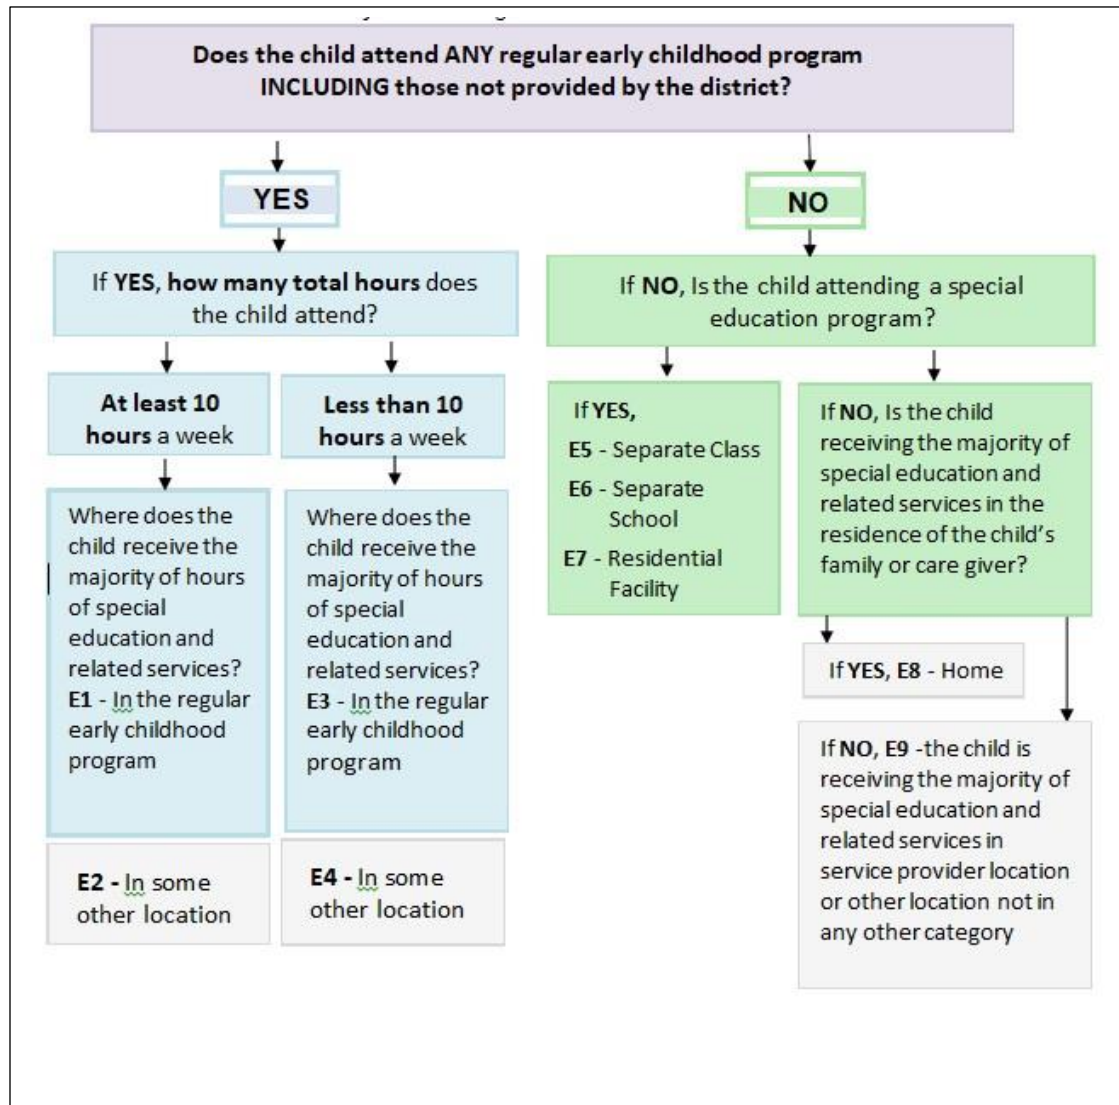 Does the child attend ANY regular early childhood program
INCLUDING those not provided by the district?
YES
NO
If YES, how many total hours does
the child attend?
If NO, Is the child attending a special
education program?
At least 10
hours a week
Less than 10
hours a week
If YES,
E5 - Separate Class
E6 - Separate
School
E7 - Residential
Facility
If NO, Is the child
receiving the majority of
special education and
related services in the
residence of the child's
family or care giver?
Where does the
child receive the
majority of hours
of special
education and
related services?
E1 - In the regular
early childhood
program
Where does the
child receive the
majority of hours
of special
education and
related services?
E3 - In the regular
early childhood
program
If YES, E8 - Home
If NO, E9 -the child is
receiving the majority of
special education and
related services in
service provider location
or other location not in
any other category
E2 - In some
other location
E4 - In some
other location